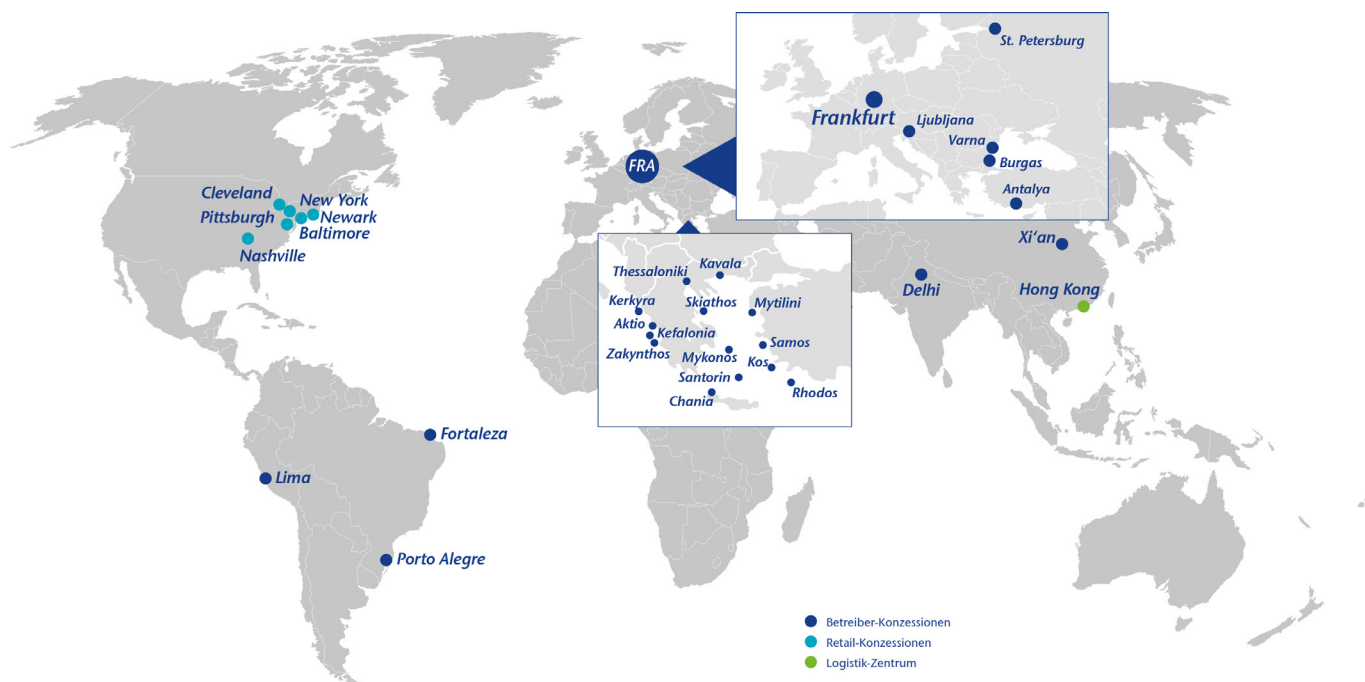 St. Petersburg
Frankfurt
Ljubljana
Varna
Burgas
Antalya
FRA
Cleveland
New York
Pittsburgh
Newark
Baltimore
Nashville
Xi'an
Delhi
Hong Kong
Kavala
Thessaloniki
Kerkyra
Skiathos
Mytilini
Aktio
Kefalonia
Zakynthos
Mykonos
Samos
Kos
Santorin
Rhodos
Chania
Fortaleza
Lima
Porto Alegre
Betreiber-Konzessionen
Retail-Konzessionen
Logistik-Zentrum